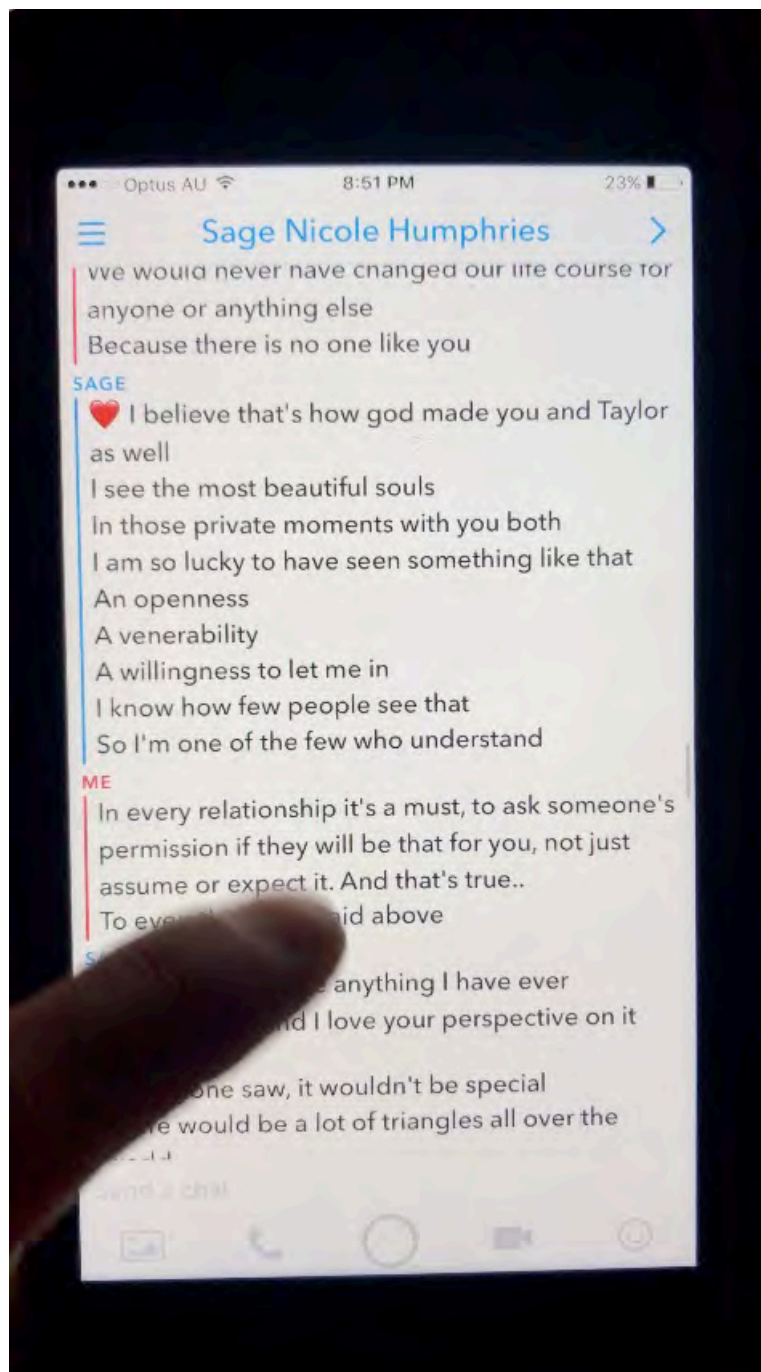 Optus AU 8:51 PM 23%
Sage Nicole Humphries
We would never have changed our life course for
anyone or anything else
Because there is no one like you
SAGE
❤️ I believe that's how god made you and Taylor
as well
I see the most beautiful souls
In those private moments with you both
I am so lucky to have seen something like that
An openness
A venerability
A willingness to let me in
I know how few people see that
So I'm one of the few who understand
ME
In every relationship it's a must, to ask someone's
permission if they will be that for you, not just
assume or expect it. And that's true..
To above
anything I have ever
I love your perspective on it
saw, it wouldn't be special
would be a lot of triangles all over the
Send a chat